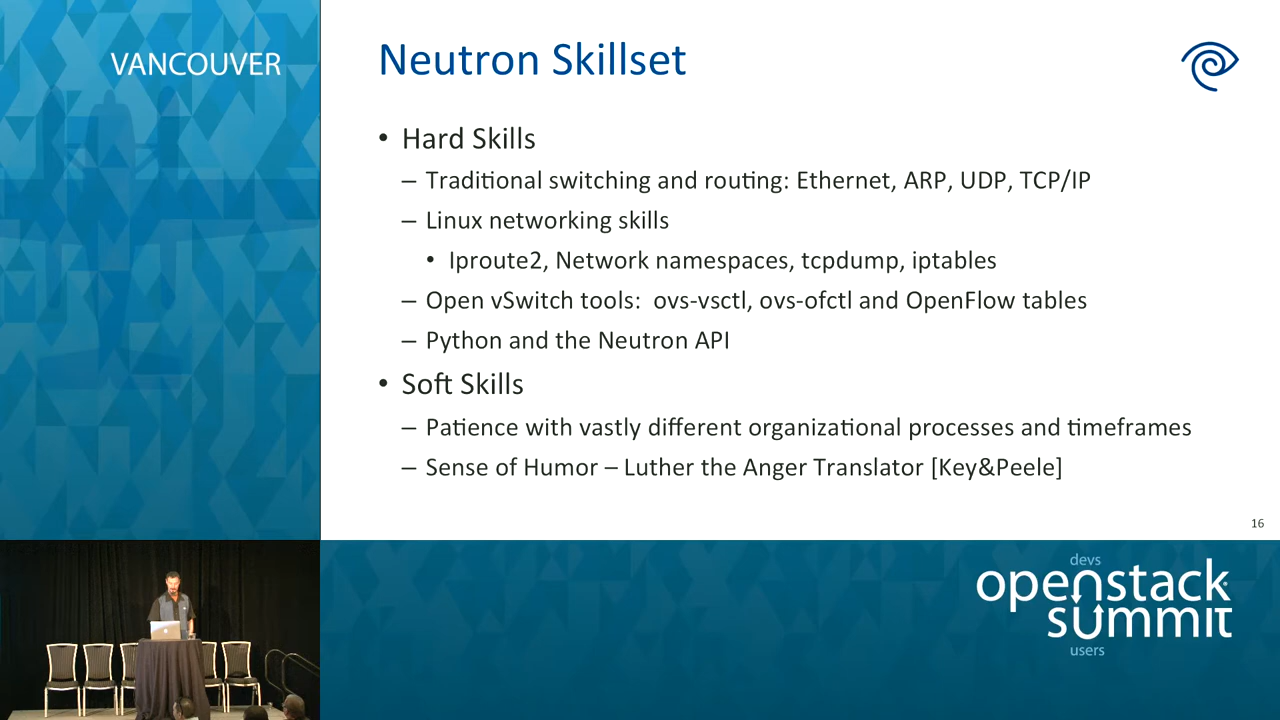 VANCOUVER
Neutron Skillset
• Hard Skills
– Traditional switching and routing: Ethernet, ARP, UDP, TCP/IP
– Linux networking skills
• Iproute2, Network namespaces, tcpdump, iptables
– Open vSwitch tools:  ovs-vsctl, ovs-ofctl and OpenFlow tables
– Python and the Neutron API
• Soft Skills
– Patience with vastly different organizational processes and timeframes
– Sense of Humor – Luther the Anger Translator [Key&Peele]
16
devs
openstack
summit
users